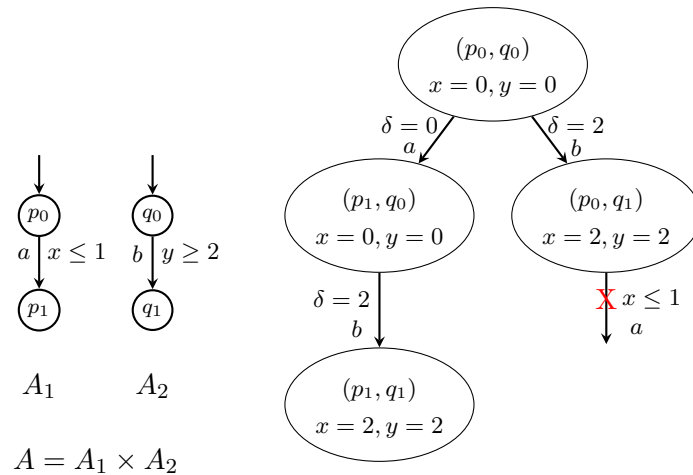 (p₀, q₀)
x = 0, y = 0
δ = 0
a
δ = 2
b
p₀
q₀
a
x ≤ 1
b
y ≥ 2
p₁
q₁
A₁
A₂
A = A₁ × A₂
(p₁, q₀)
x = 0, y = 0
(p₀, q₁)
x = 2, y = 2
δ = 2
b
X
x ≤ 1
a
(p₁, q₁)
x = 2, y = 2